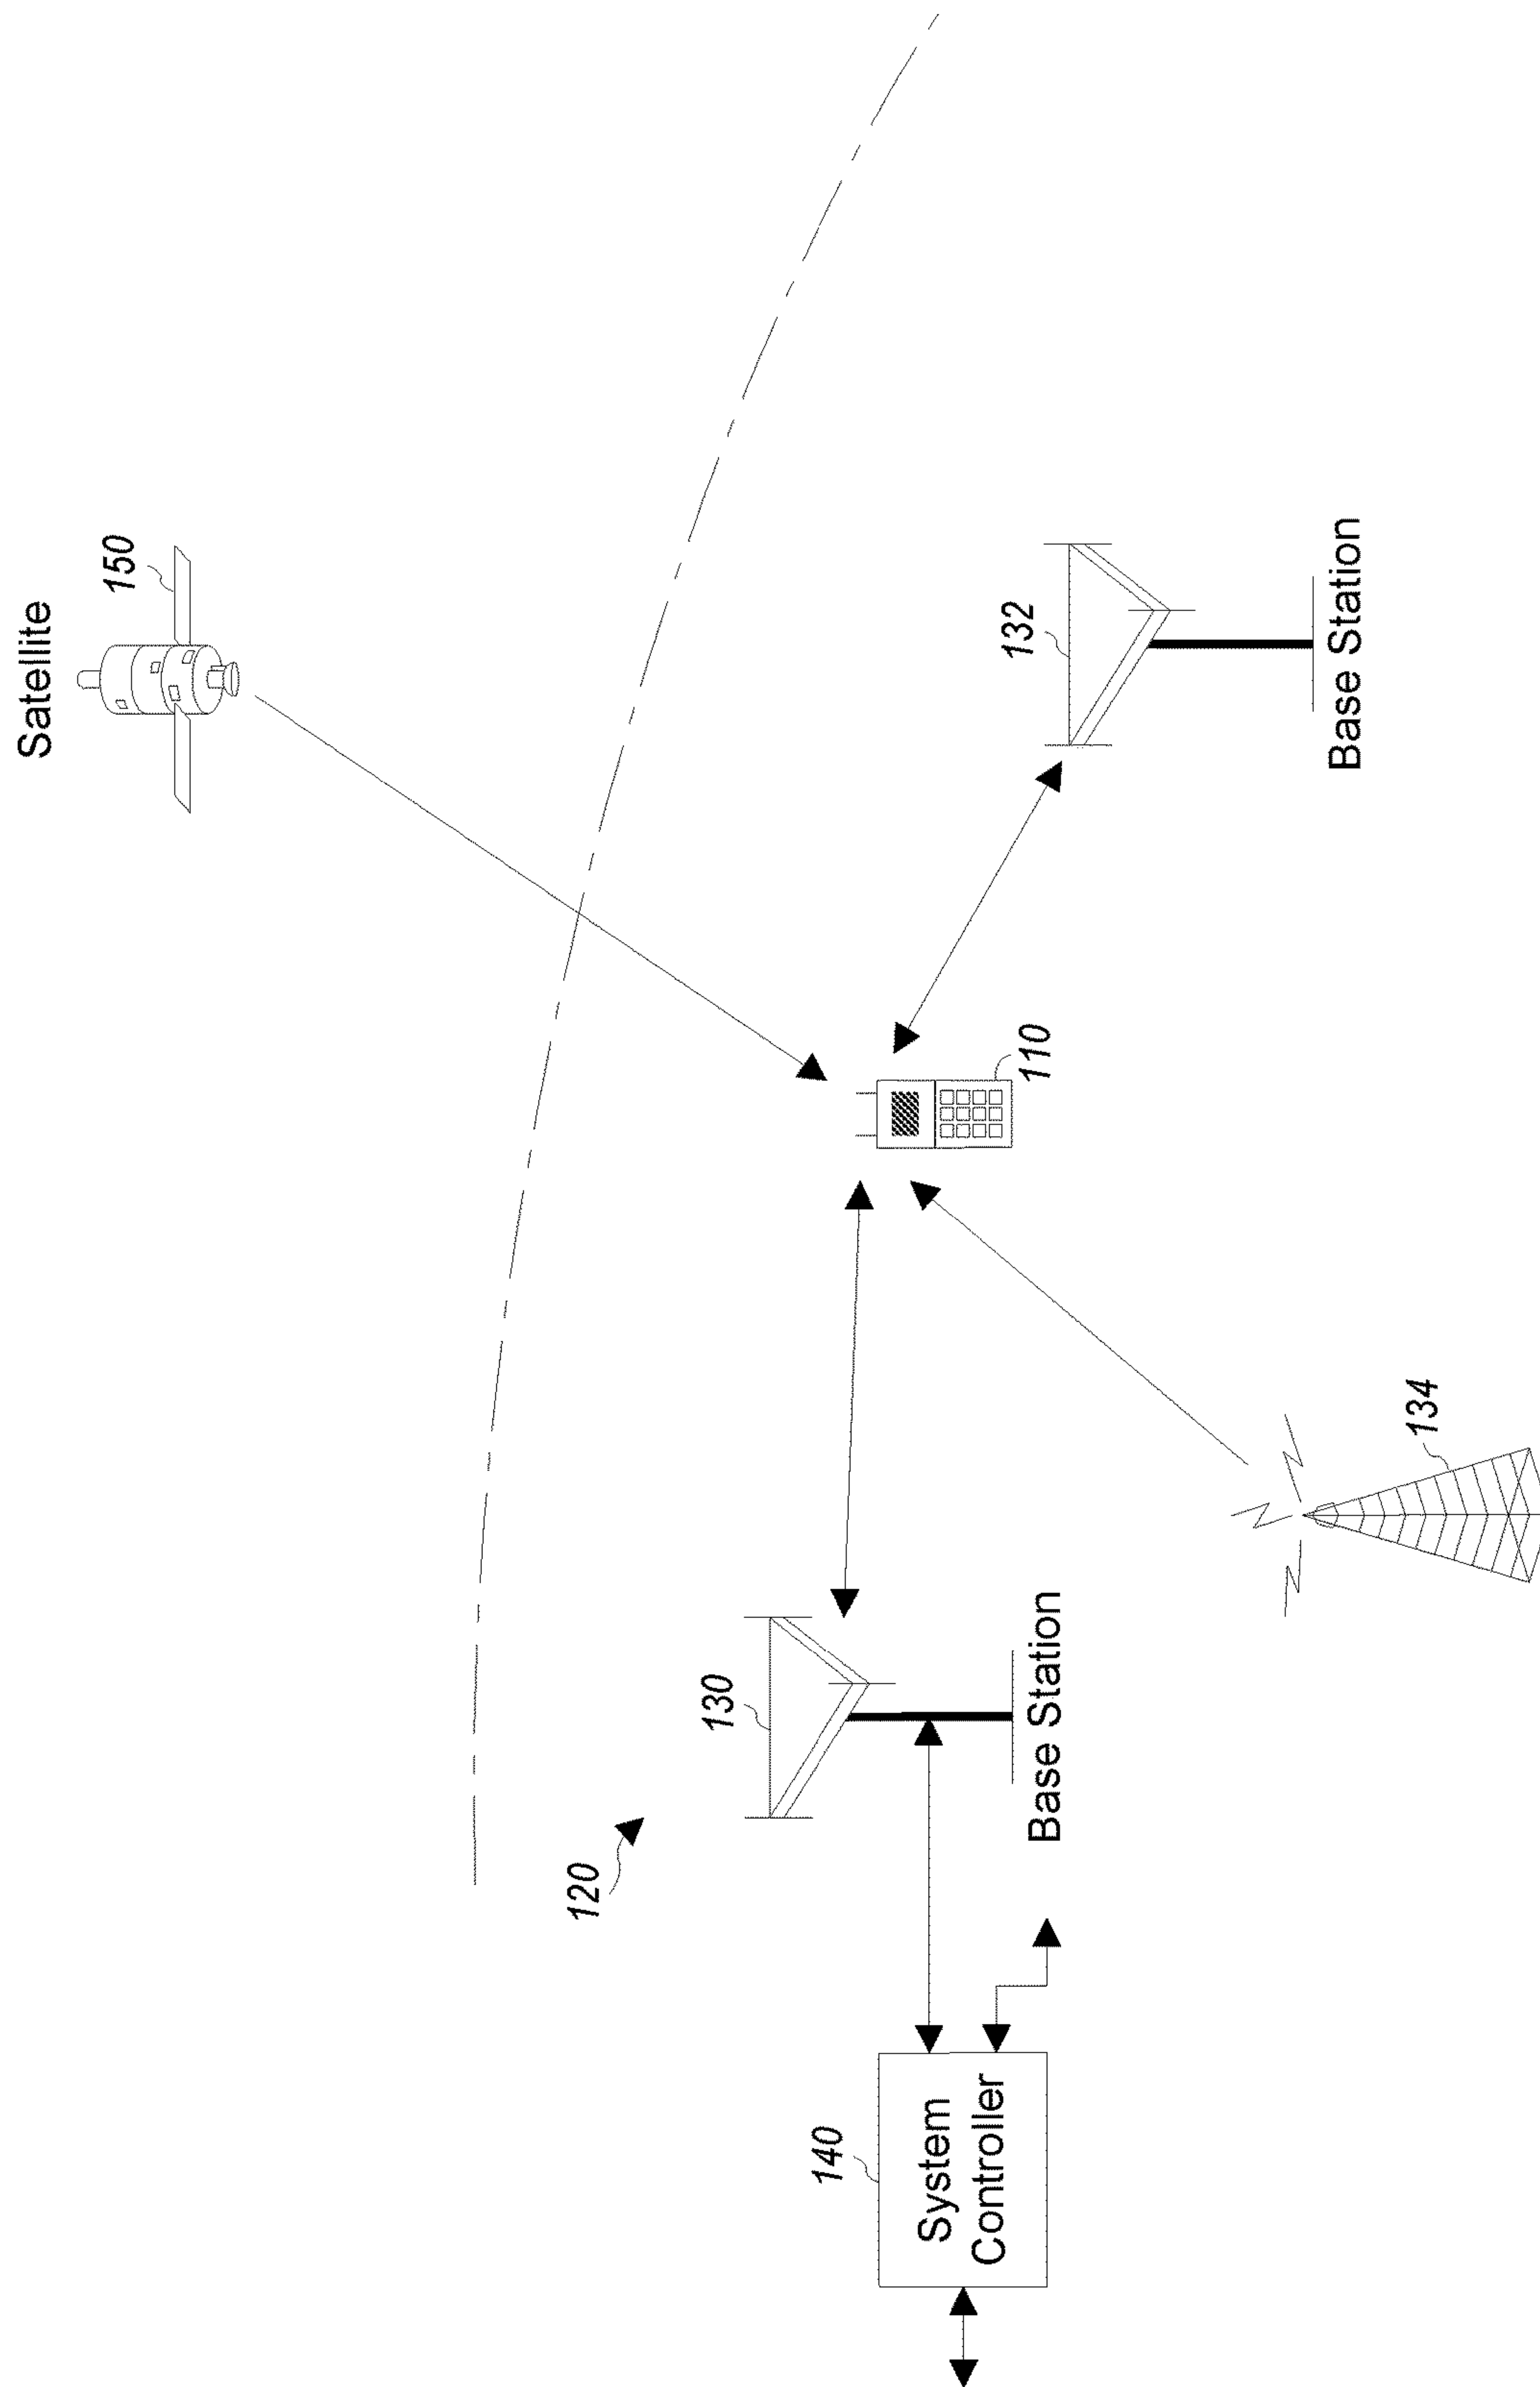 Satellite
150
120
130
132
140
System
Controller
110
Base Station
134
Base Station